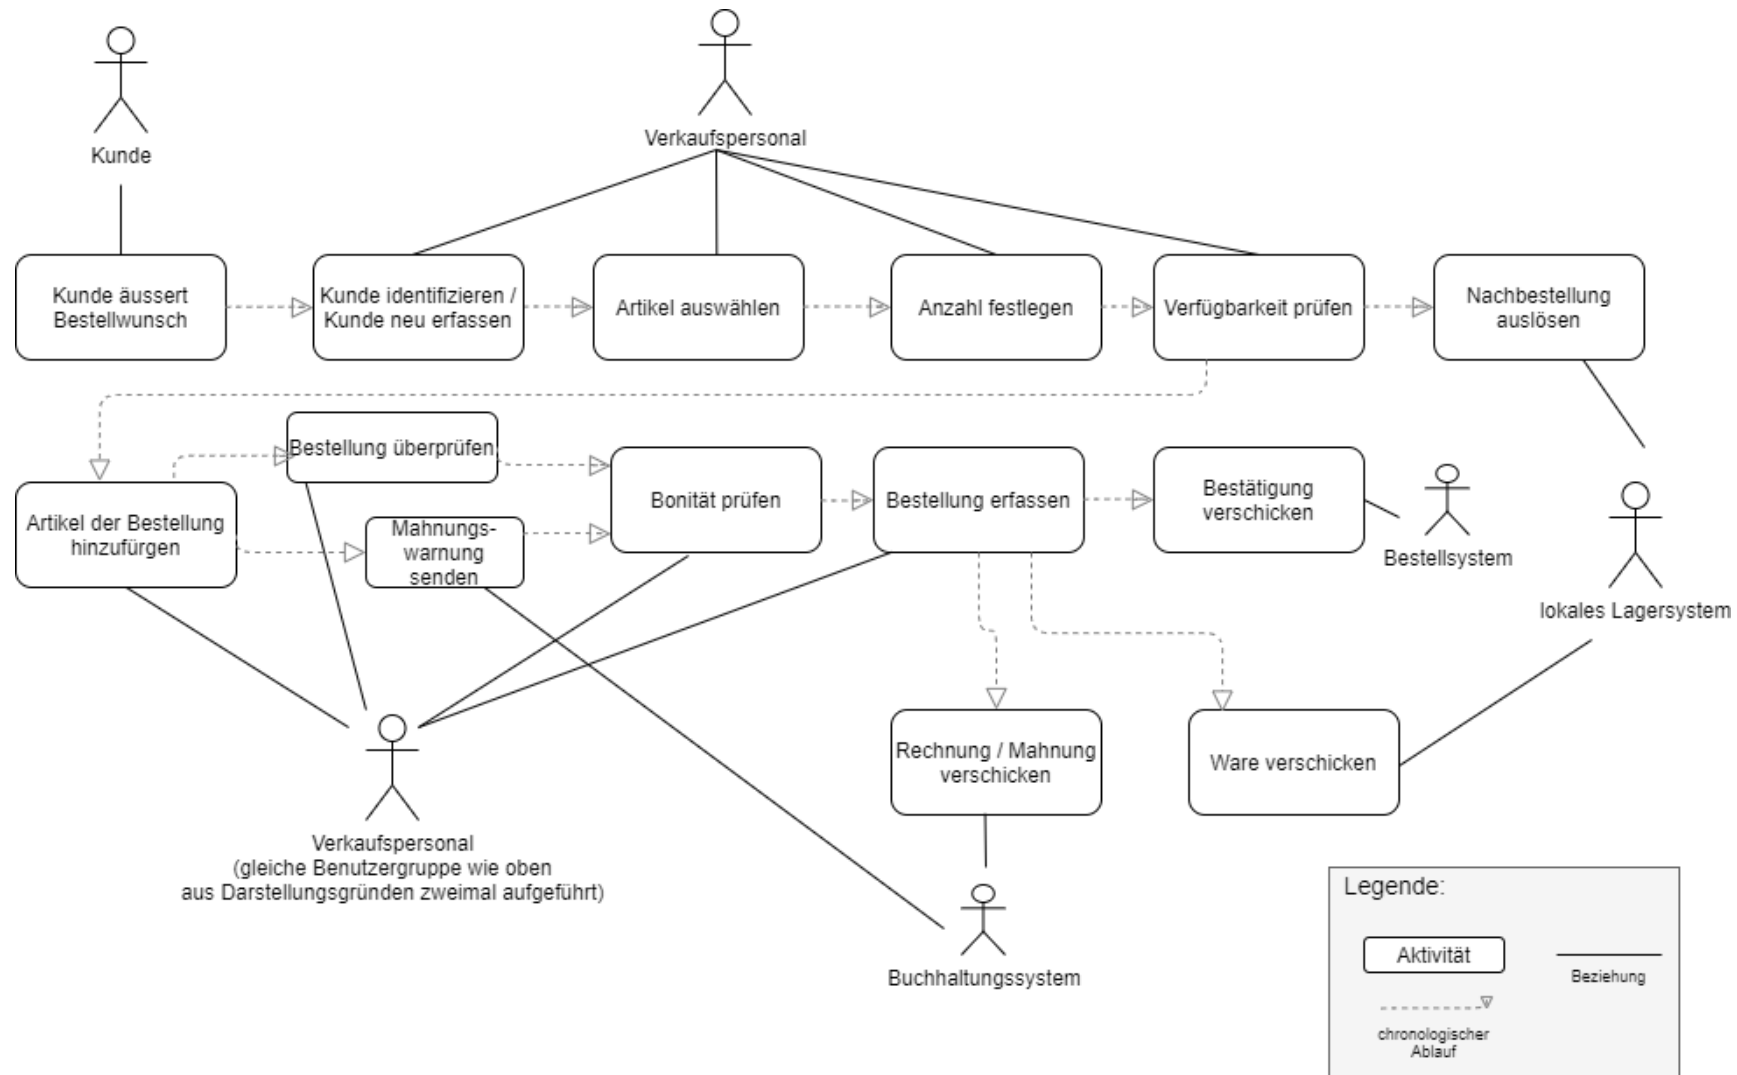 Kunde
Verkaufspersonal
Kunde äussert
Bestellwunsch
Kunde identifizieren /
Kunde neu erfassen
Artikel auswählen
Anzahl festlegen
Verfügbarkeit prüfen
Nachbestellung
auslösen
Bestellung überprüfen
Artikel der Bestellung
hinzufürgen
Mahnungs-
warnung
senden
Bonität prüfen
Bestellung erfassen
Bestätigung
verschicken
Bestellsystem
lokales Lagersystem
Rechnung / Mahnung
verschicken
Ware verschicken
Verkaufspersonal
(gleiche Benutzergruppe wie oben
aus Darstellungsgründen zweimal aufgeführt)
Buchhaltungssystem
Legende:
Aktivität
Beziehung
chronologischer
Ablauf